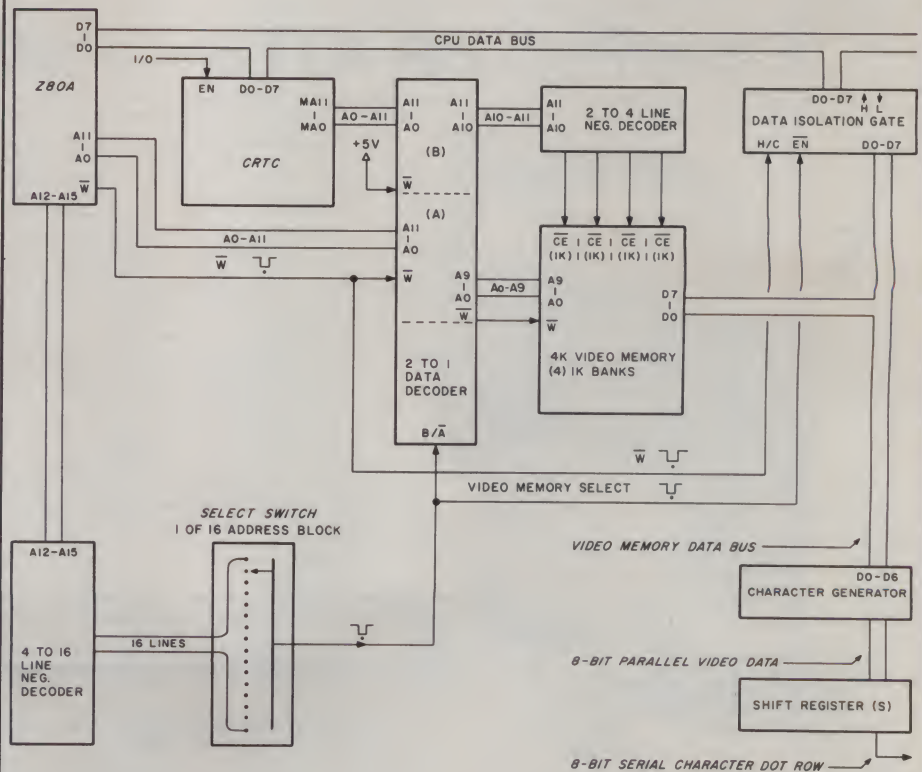 D7
D0
Z80A
A11
A0
A12-A15
W
CPU DATA BUS
I/O
EN D0-D7
MA11
MA0
CRTC
A0-A11
+5V
A11
A0
A11
A10
(B)
W
(A)
A11
A0
W
A9
A0
W
2 TO 1
DATA
DECODER
B/A
A10-A11
A11
A10
2 TO 4 LINE
NEG. DECODER
CE | CE | CE | CE
(1K) | (1K) | (1K) | (1K)
A9
A0
Ao-A9
W
D7
D0
4K VIDEO MEMORY
(4) 1K BANKS
D0-D7 H L
DATA ISOLATION GATE
H/C EN D0-D7
A0-A11
W
W
VIDEO MEMORY SELECT
SELECT SWITCH
1 OF 16 ADDRESS BLOCK
VIDEO MEMORY DATA BUS
A12-A15
4 TO 16
LINE
NEG.
DECODER
16 LINES
D0-D6
CHARACTER GENERATOR
8-BIT PARALLEL VIDEO DATA
SHIFT REGISTER (S)
8-BIT SERIAL CHARACTER DOT ROW